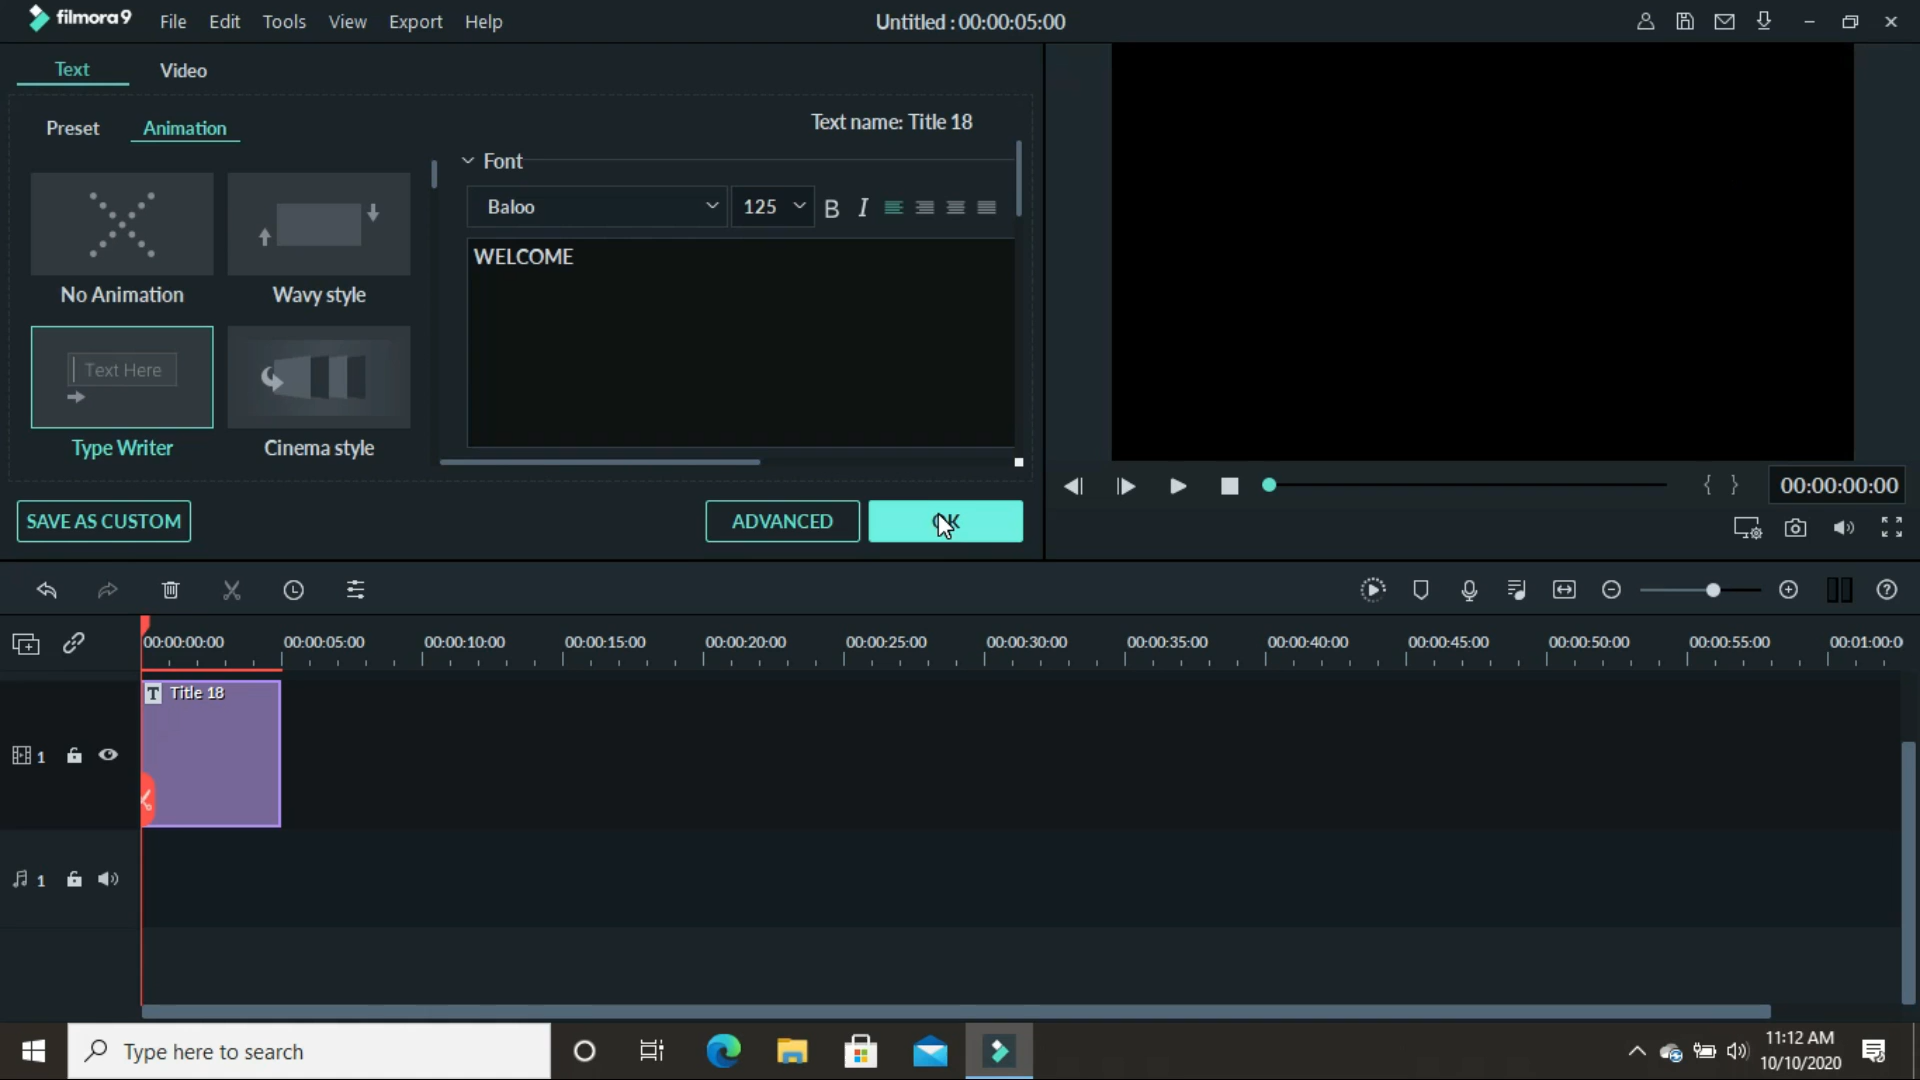 filmora9 File Edit Tools View Export Help Untitled : 00:00:05:00
Text Video
Preset Animation Text name: Title 18
Font
Baloo 125 B I
WELCOME
No Animation Wavy style
Text Here
Type Writer Cinema style
SAVE AS CUSTOM ADVANCED OK
00:00:00:00
00:00:00:00 00:00:05:00 00:00:10:00 00:00:15:00 00:00:20:00 00:00:25:00 00:00:30:00 00:00:35:00 00:00:40:00 00:00:45:00 00:00:50:00 00:00:55:00 00:01:00:0
T Title 18
1
1
Type here to search
11:12 AM
10/10/2020